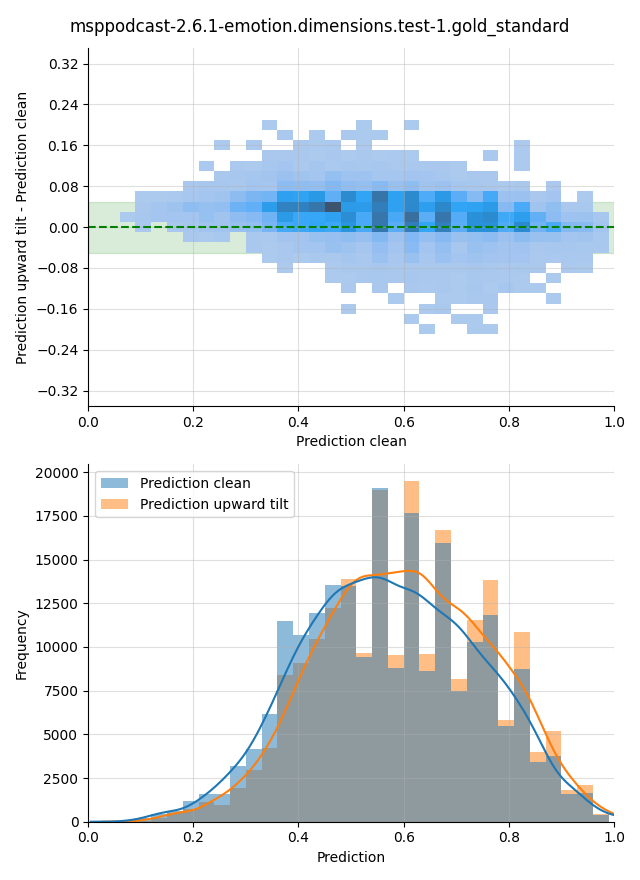 msppodcast-2.6.1-emotion.dimensions.test-1.gold_standard
0.32
0.24
0.16
0.08
0.00
−0.08
−0.16
−0.24
−0.32
Prediction upward tilt - Prediction clean
0.0 0.2 0.4 0.6 0.8 1.0
Prediction clean
20000
17500
15000
12500
10000
7500
5000
2500
0
Frequency
Prediction clean
Prediction upward tilt
0.0 0.2 0.4 0.6 0.8 1.0
Prediction